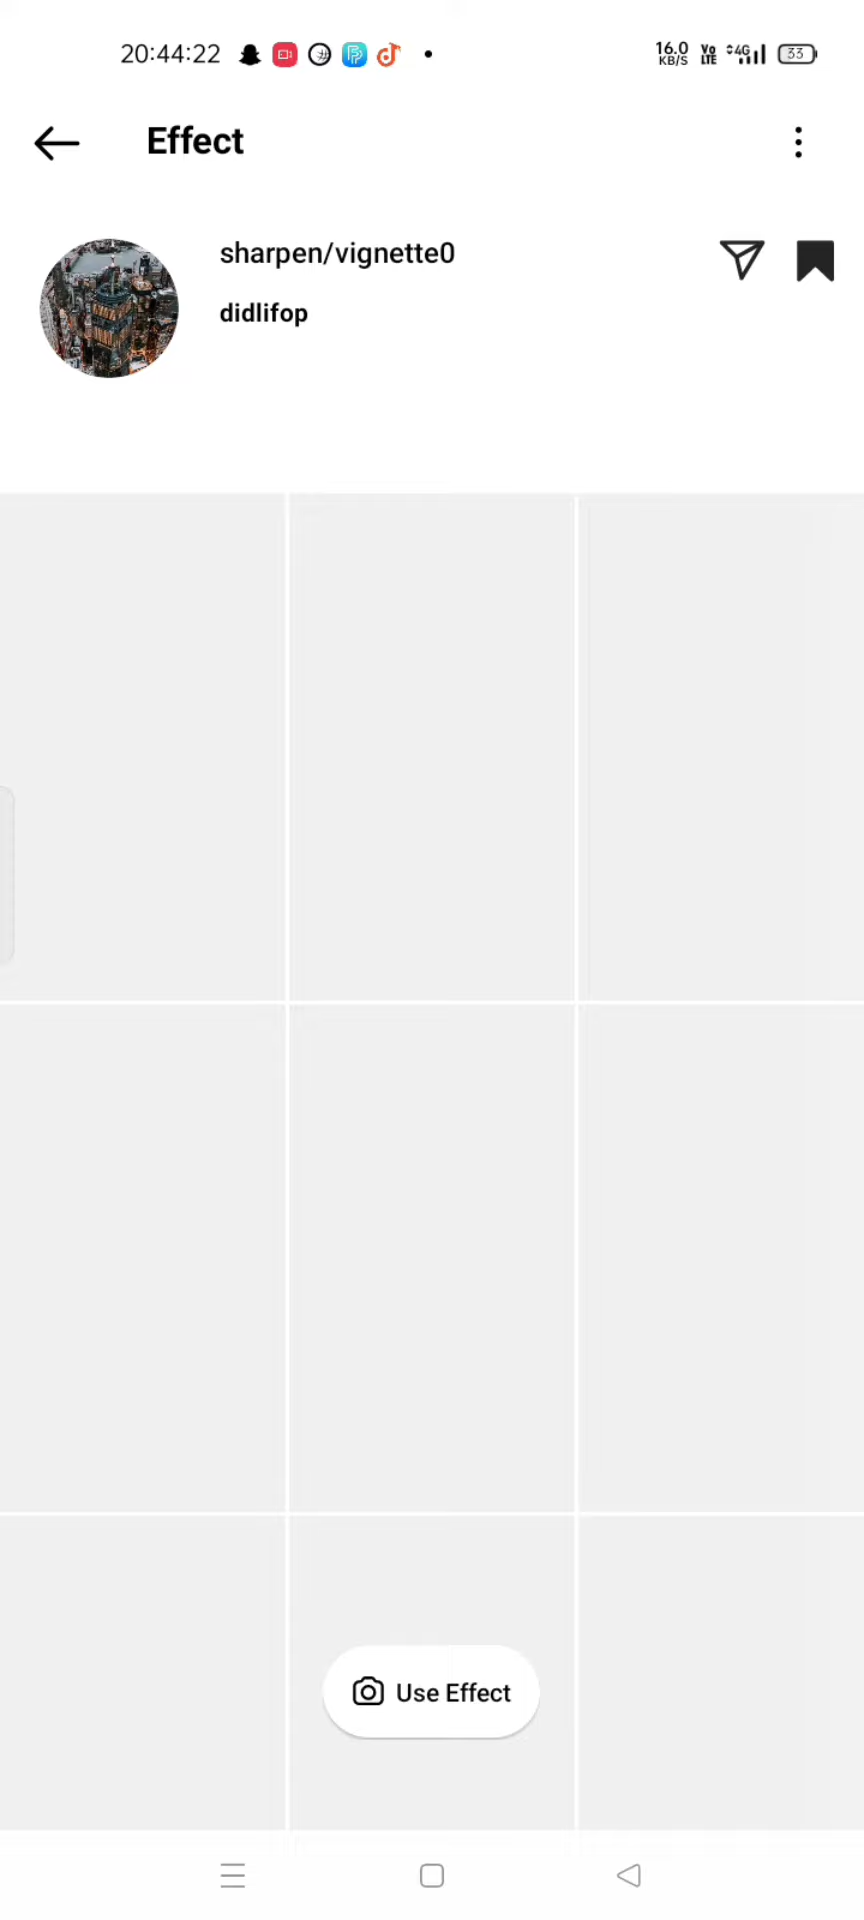 20:44:22
16.0 KB/S Vo LTE 4G 33
Effect
sharpen/vignette0
didlifop
Use Effect